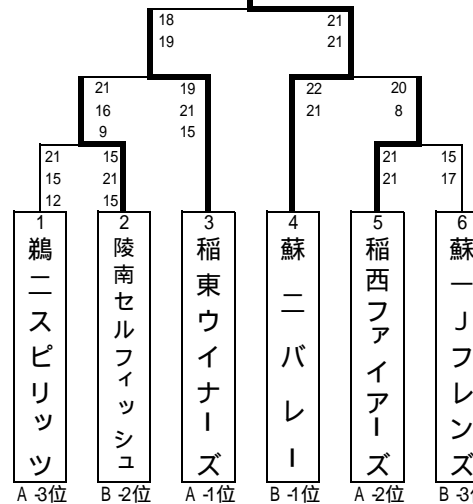 18 21
19 21
21 19 22 20
16 21 21 8
9 15
21 15 21 15
15 21 21 17
12 15
1 2 3 4 5 6
鵜二スピリッツ
陵南セルフィッシュ
稲東ウイナーズ
蘇二バレー
稲西ファイアーズ
蘇一Jフレンズ
A-3位 B-2位 A-1位 B-1位 A-2位 B-3